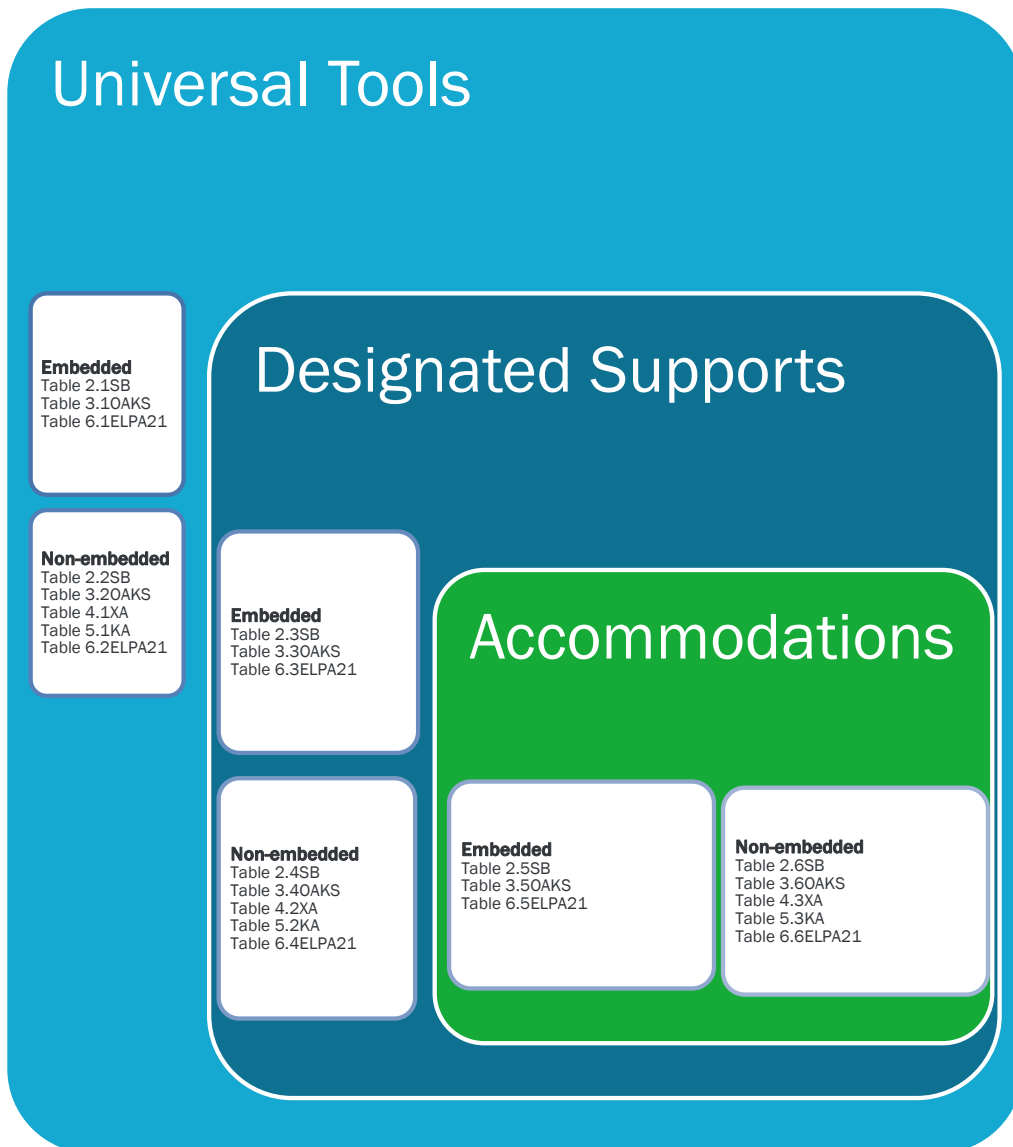 Universal Tools
Embedded
Table 2.1SB
Table 3.1OAKS
Table 6.1ELPA21
Non-embedded
Table 2.2SB
Table 3.2OAKS
Table 4.1XA
Table 5.1KA
Table 6.2ELPA21
Designated Supports
Embedded
Table 2.3SB
Table 3.3OAKS
Table 6.3ELPA21
Non-embedded
Table 2.4SB
Table 3.4OAKS
Table 4.2XA
Table 5.2KA
Table 6.4ELPA21
Accommodations
Embedded
Table 2.5SB
Table 3.5OAKS
Table 6.5ELPA21
Non-embedded
Table 2.6SB
Table 3.6OAKS
Table 4.3XA
Table 5.3KA
Table 6.6ELPA21